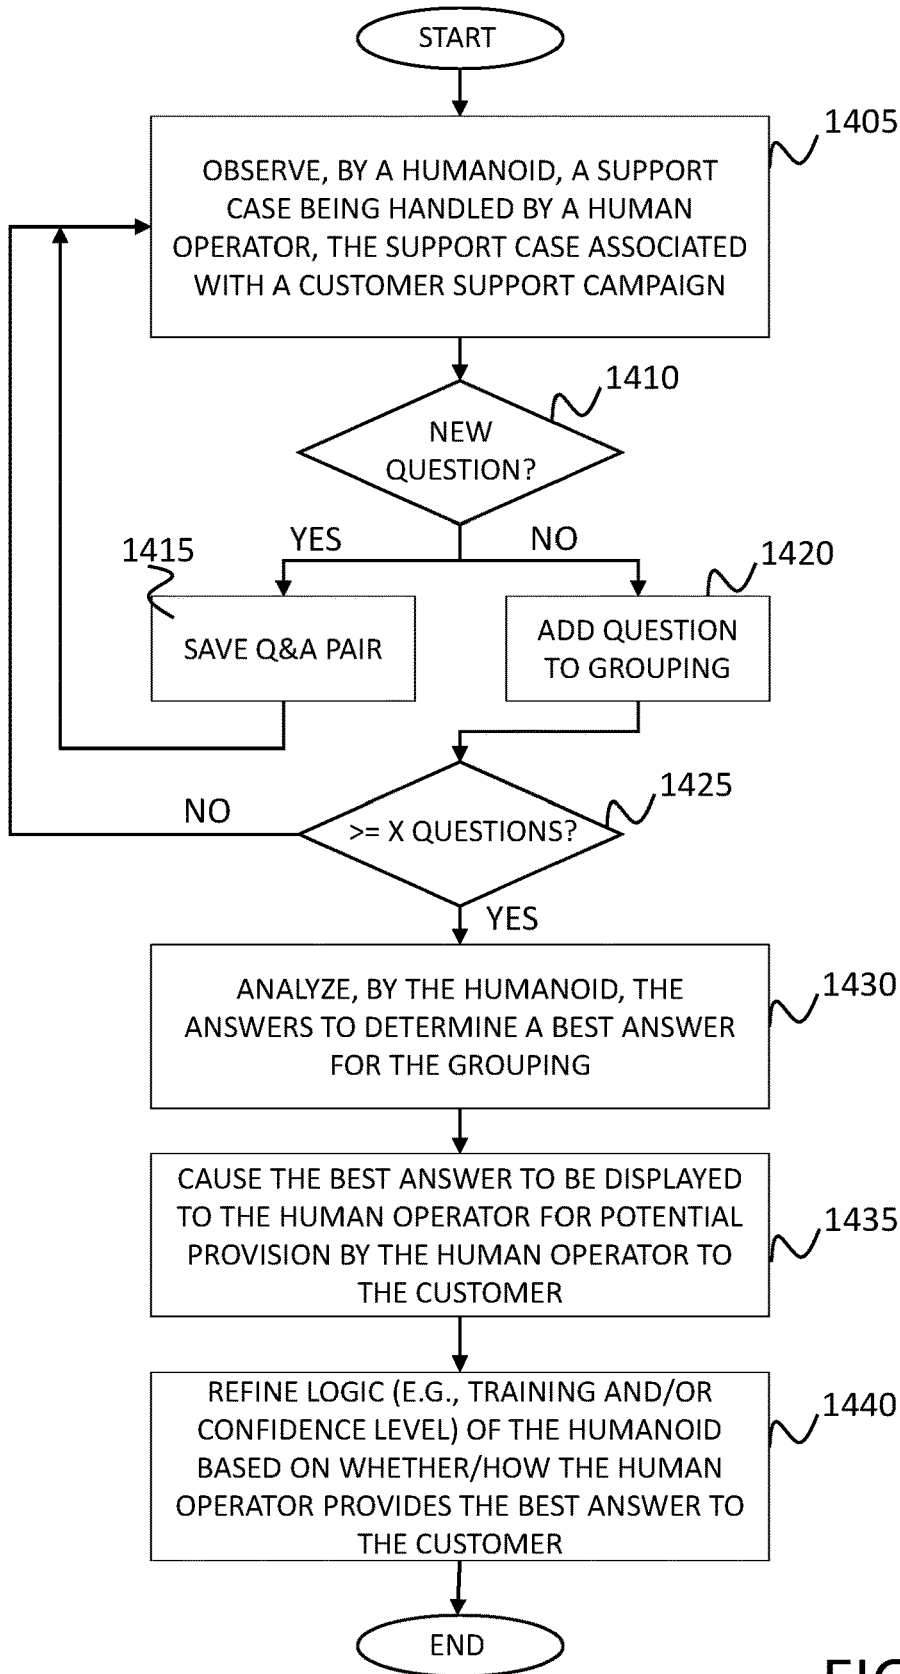 START
1405
OBSERVE, BY A HUMANOID, A SUPPORT
CASE BEING HANDLED BY A HUMAN
OPERATOR, THE SUPPORT CASE ASSOCIATED
WITH A CUSTOMER SUPPORT CAMPAIGN
1410
NEW
QUESTION?
YES
NO
1415
1420
SAVE Q&A PAIR
ADD QUESTION
TO GROUPING
1425
NO
>= X QUESTIONS?
YES
1430
ANALYZE, BY THE HUMANOID, THE
ANSWERS TO DETERMINE A BEST ANSWER
FOR THE GROUPING
1435
CAUSE THE BEST ANSWER TO BE DISPLAYED
TO THE HUMAN OPERATOR FOR POTENTIAL
PROVISION BY THE HUMAN OPERATOR TO
THE CUSTOMER
1440
REFINE LOGIC (E.G., TRAINING AND/OR
CONFIDENCE LEVEL) OF THE HUMANOID
BASED ON WHETHER/HOW THE HUMAN
OPERATOR PROVIDES THE BEST ANSWER TO
THE CUSTOMER
END